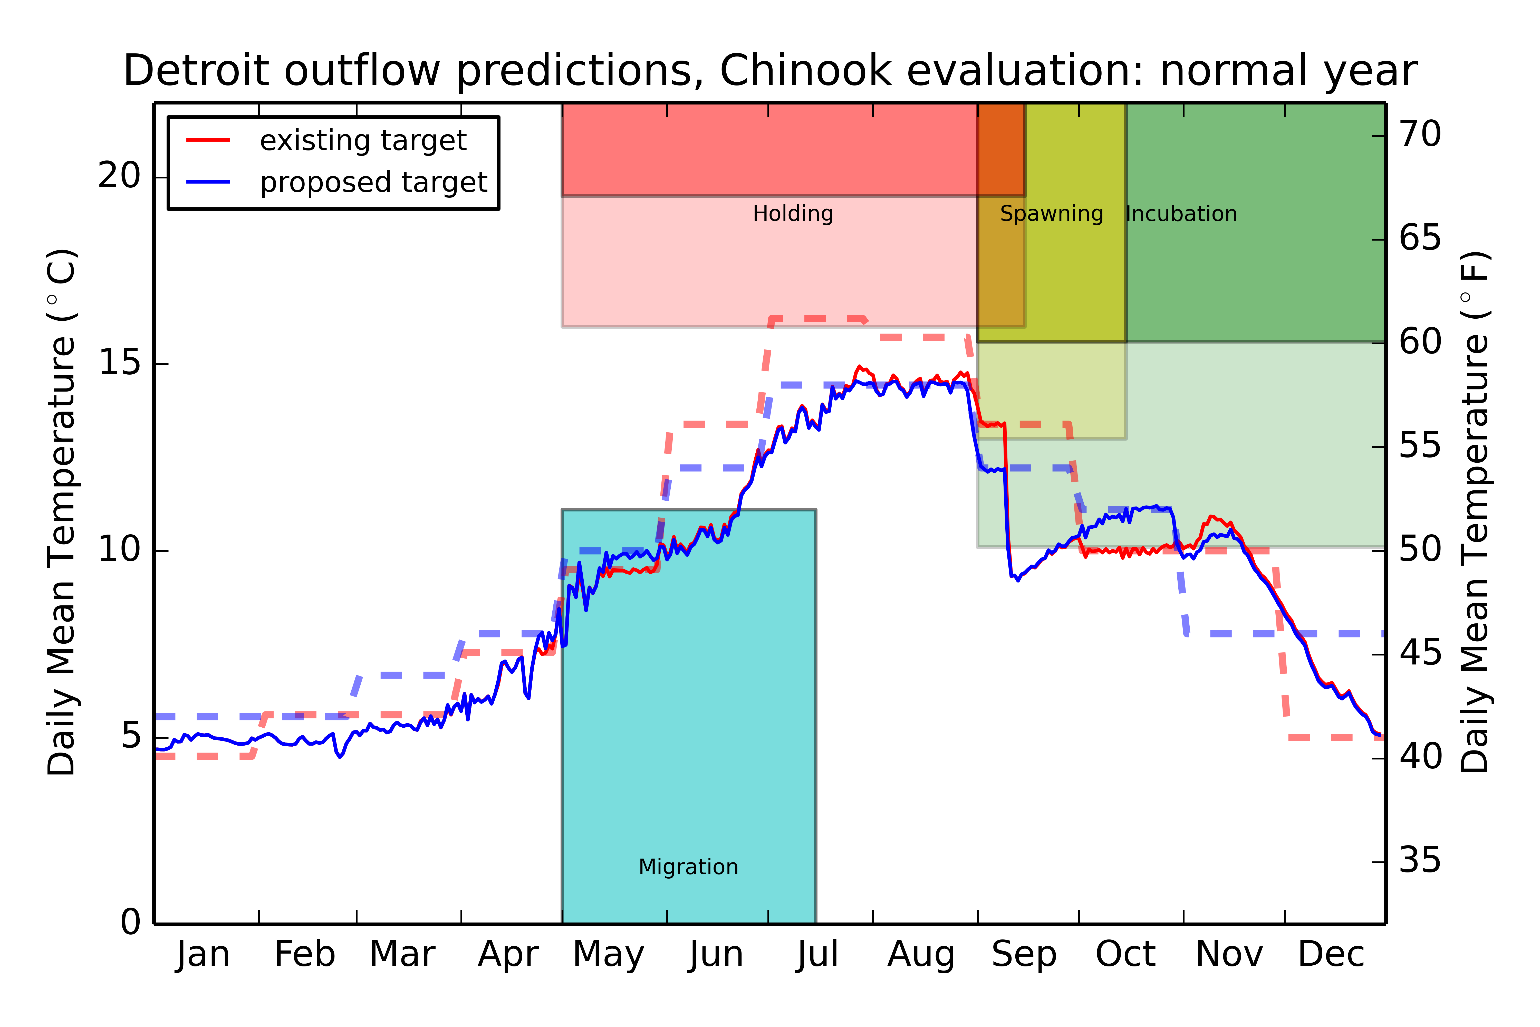 Detroit outflow predictions, Chinook evaluation: normal year
existing target
proposed target
Holding
Spawning
Incubation
Migration
Daily Mean Temperature (°C)
20
15
10
5
0
70
65
60
55
50
45
40
35
Daily Mean Temperature (°F)
Jan Feb Mar Apr May Jun Jul Aug Sep Oct Nov Dec